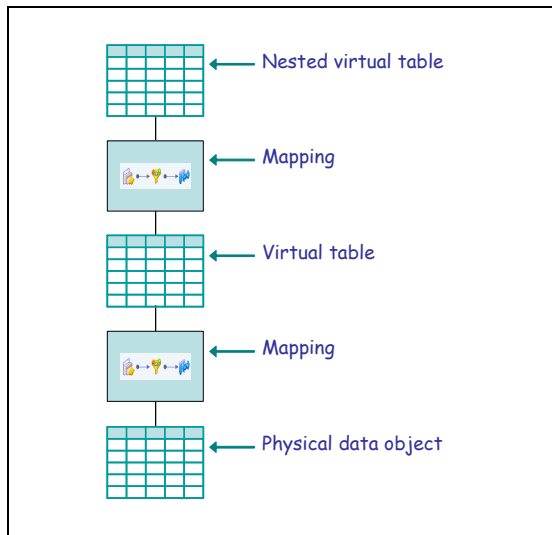 Nested virtual table
Mapping
Virtual table
Mapping
Physical data object